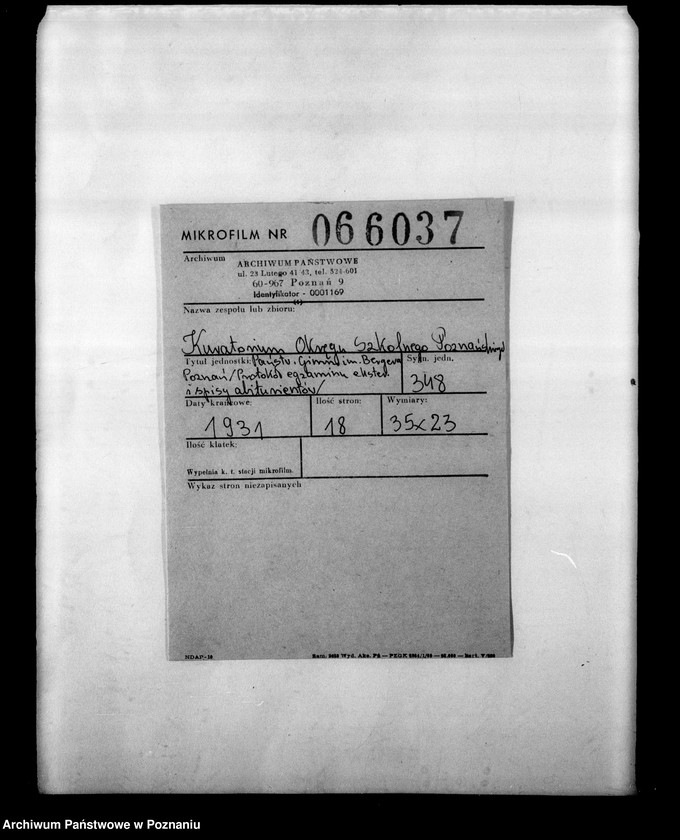 MIKROFILM NR 066037
Archiwum
ARCHIWUM PAŃSTWOWE
ul. 23 Lutego 41/43, tel. 524-601
60-967 Poznań 9
Identyfikator - 0001169
Nazwa zespołu lub zbioru:
Kuratorium Okręgu Szkolnego Poznańskiego
Tytuł jednostki: Państw. Gimn. im. Bergera
Poznań/Protokół egzaminu ekstern.
i spisy abiturientów/
Sygn. jedn.
348
Daty krańcowe:
1931
Ilość stron:
18
Wymiary:
35x23
Ilość klatek:
Wypełnia k. t. stacji mikrofilm.
Wykaz stron niezapisanych
NDAP-10
Archiwum Państwowe w Poznaniu